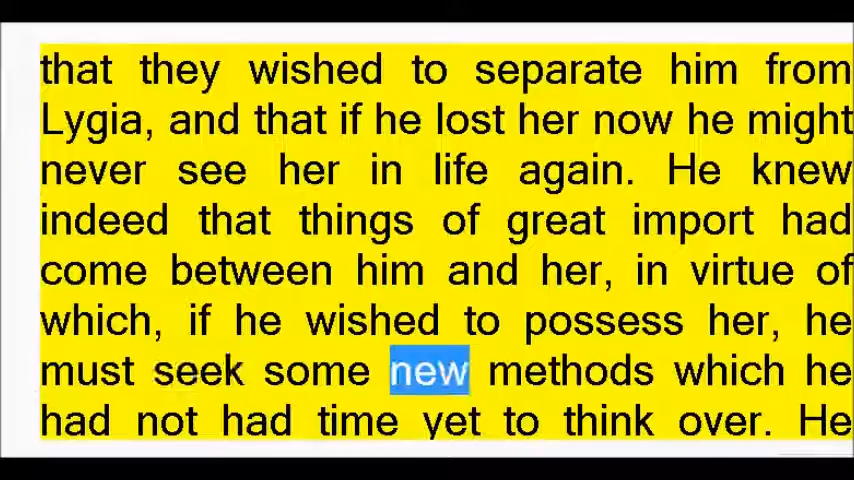 that they wished to separate him from
Lygia, and that if he lost her now he might
never see her in life again. He knew
indeed that things of great import had
come between him and her, in virtue of
which, if he wished to possess her, he
must seek some new methods which he
had not had time yet to think over. He